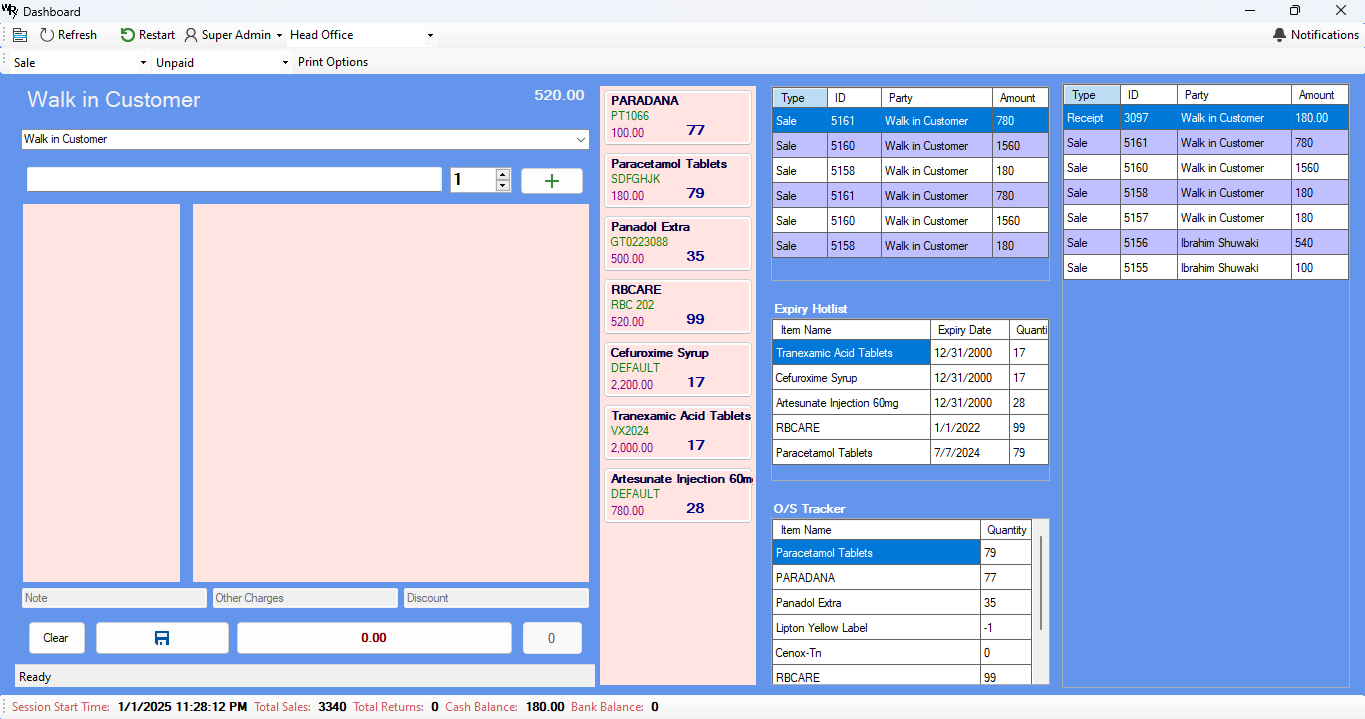 Dashboard
Refresh Restart Super Admin Head Office Notifications
Sale Unpaid Print Options
Walk in Customer 520.00
Walk in Customer
1
Note Other Charges Discount
Clear 0.00 0
Ready
PARADANA
PT1066
100.00 77
Paracetamol Tablets
SDFGHJK
180.00 79
Panadol Extra
GT0223088
500.00 35
RBCARE
RBC 202
520.00 99
Cefuroxime Syrup
DEFAULT
2,200.00 17
Tranexamic Acid Tablets
VX2024
2,000.00 17
Artesunate Injection 60m
DEFAULT
780.00 28
Type ID Party Amount
Sale 5161 Walk in Customer 780
Sale 5160 Walk in Customer 1560
Sale 5158 Walk in Customer 180
Sale 5161 Walk in Customer 780
Sale 5160 Walk in Customer 1560
Sale 5158 Walk in Customer 180
Expiry Hotlist
Item Name Expiry Date Quanti
Tranexamic Acid Tablets 12/31/2000 17
Cefuroxime Syrup 12/31/2000 17
Artesunate Injection 60mg 12/31/2000 28
RBCARE 1/1/2022 99
Paracetamol Tablets 7/7/2024 79
O/S Tracker
Item Name Quantity
Paracetamol Tablets 79
PARADANA 77
Panadol Extra 35
Lipton Yellow Label -1
Cenox-Tn 0
RBCARE 99
Type ID Party Amount
Receipt 3097 Walk in Customer 180.00
Sale 5161 Walk in Customer 780
Sale 5160 Walk in Customer 1560
Sale 5158 Walk in Customer 180
Sale 5157 Walk in Customer 180
Sale 5156 Ibrahim Shuwaki 540
Sale 5155 Ibrahim Shuwaki 100
Session Start Time: 1/1/2025 11:28:12 PM Total Sales: 3340 Total Returns: 0 Cash Balance: 180.00 Bank Balance: 0